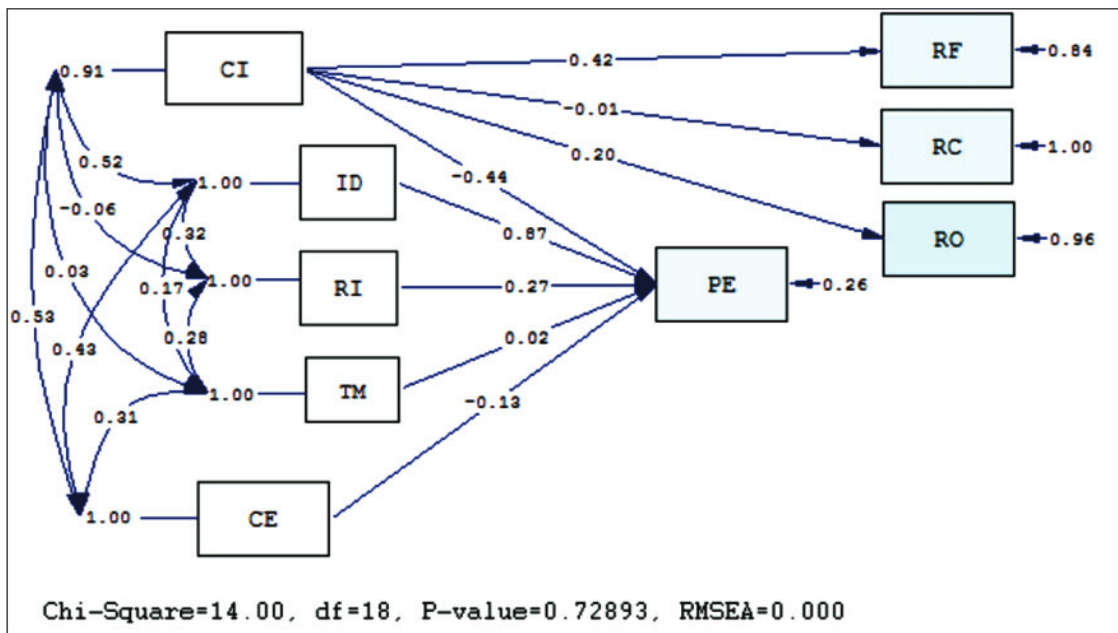 RF
0.84
0.91
CI
0.42
-0.01
RC
1.00
0.52
0.20
1.00
ID
-0.44
-0.06
0.87
RO
0.96
0.32
0.03
0.17
1.00
RI
0.27
PE
0.26
0.53
0.28
0.43
0.02
1.00
TM
0.31
-0.13
1.00
CE
Chi-Square=14.00, df=18, P-value=0.72893, RMSEA=0.000